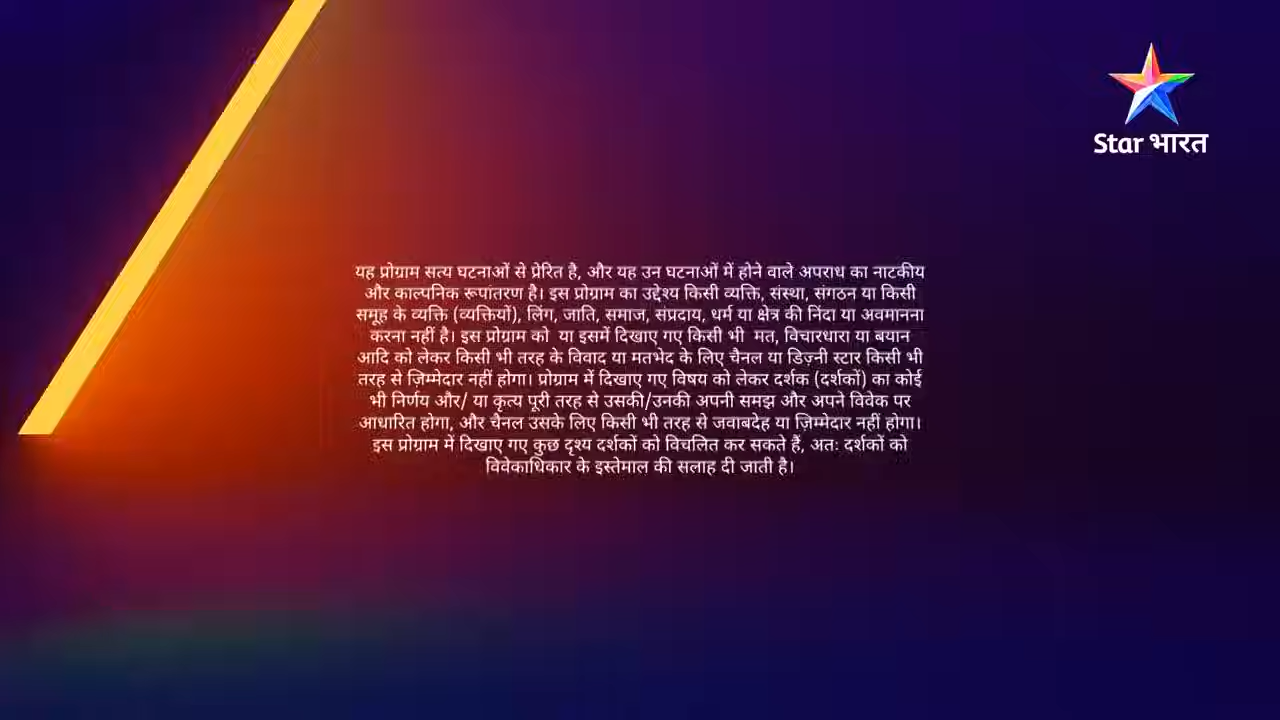 Star भारत
यह प्रोग्राम सत्य घटनाओं से प्रेरित है, और यह उन घटनाओं में होने वाले अपराध का नाटकीय
और काल्पनिक रूपांतरण है। इस प्रोग्राम का उद्देश्य किसी व्यक्ति, संस्था, संगठन या किसी
समूह के व्यक्ति (व्यक्तियों), लिंग, जाति, समाज, संप्रदाय, धर्म या क्षेत्र की निंदा या अवमानना
करना नहीं है। इस प्रोग्राम को या इसमें दिखाए गए किसी भी मत, विचारधारा या बयान
आदि को लेकर किसी भी तरह के विवाद या मतभेद के लिए चैनल या डिज़्नी स्टार किसी भी
तरह से ज़िम्मेदार नहीं होगा। प्रोग्राम में दिखाए गए विषय को लेकर दर्शक (दर्शकों) का कोई
भी निर्णय और/ या कृत्य पूरी तरह से उसकी/उनकी अपनी समझ और अपने विवेक पर
आधारित होगा, और चैनल उसके लिए किसी भी तरह से जवाबदेह या ज़िम्मेदार नहीं होगा।
इस प्रोग्राम में दिखाए गए कुछ दृश्य दर्शकों को विचलित कर सकते हैं, अतः दर्शकों को
विवेकाधिकार के इस्तेमाल की सलाह दी जाती है।